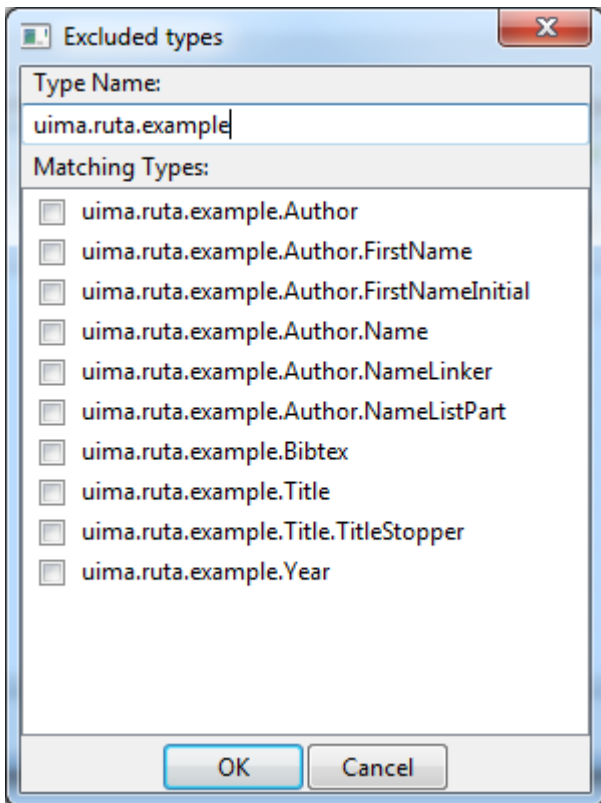 Excluded types
Type Name:
uima.ruta.example
Matching Types:
uima.ruta.example.Author
uima.ruta.example.Author.FirstName
uima.ruta.example.Author.FirstNameInitial
uima.ruta.example.Author.Name
uima.ruta.example.Author.NameLinker
uima.ruta.example.Author.NameListPart
uima.ruta.example.Bibtex
uima.ruta.example.Title
uima.ruta.example.Title.TitleStopper
uima.ruta.example.Year
OK Cancel